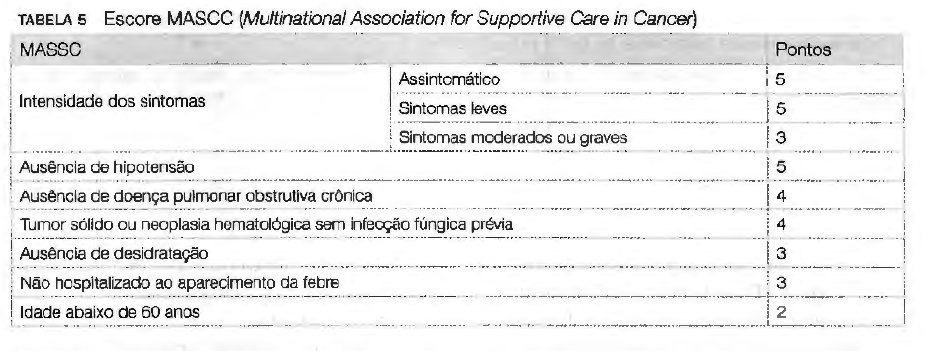 TABELA 5 Escore MASCC (Multinational Association for Supportive Care in Cancer)
MASSC Pontos
Intensidade dos sintomas
Assintomático 5
Sintomas leves 5
Sintomas moderados ou graves 3
Ausência de hipotensão 5
Ausência de doença pulmonar obstrutiva crônica 4
Tumor sólido ou neoplasia hematológica sem infecção fúngica prévia 4
Ausência de desidratação 3
Não hospitalizado ao aparecimento da febre 3
Idade abaixo de 60 anos 2